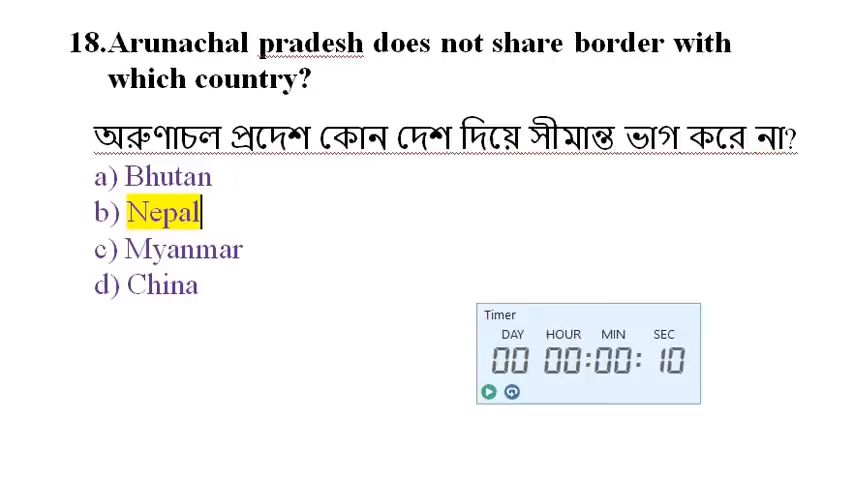 18.Arunachal pradesh does not share border with
which country?
অরুণাচল প্রদেশ কোন দেশ দিয়ে সীমান্ত ভাগ করে না?
a) Bhutan
b) Nepal
c) Myanmar
d) China
Timer
DAY HOUR MIN SEC
00 00:00: 10